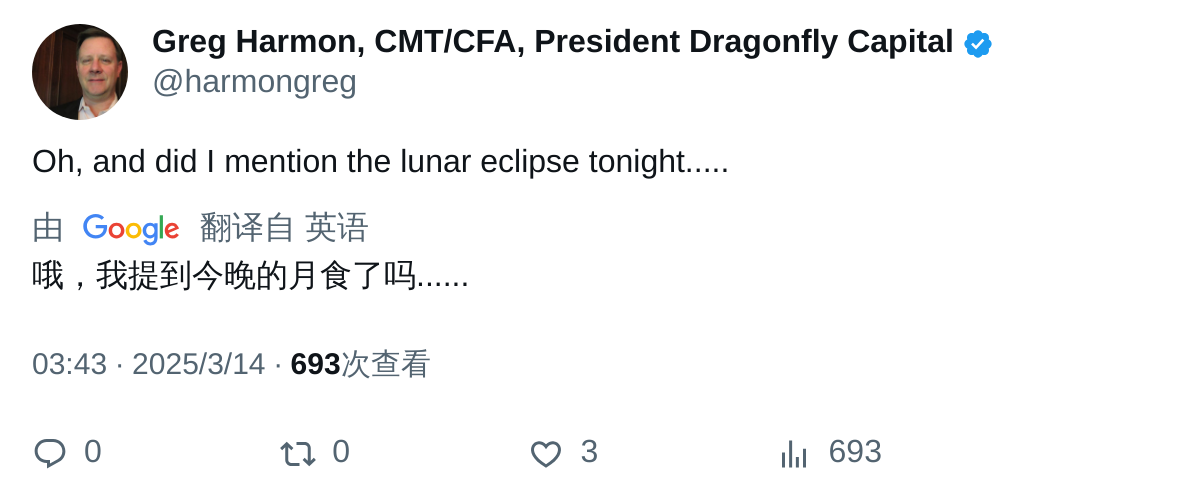 Greg Harmon, CMT/CFA, President Dragonfly Capital
@harmongreg
Oh, and did I mention the lunar eclipse tonight.....
由 Google 翻译自 英语
哦，我提到今晚的月食了吗......
03:43 · 2025/3/14 · 693次查看
0 0 3 693